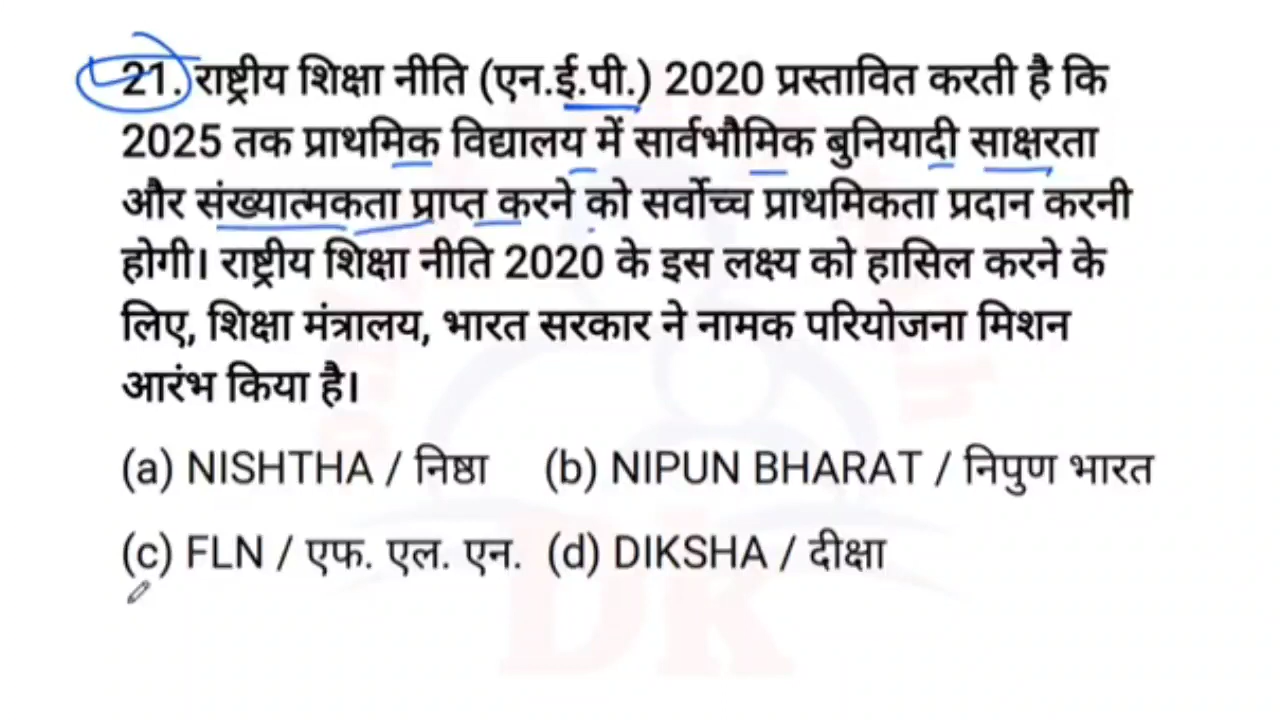 21. राष्ट्रीय शिक्षा नीति (एन.ई.पी.) 2020 प्रस्तावित करती है कि
2025 तक प्राथमिक विद्यालय में सार्वभौमिक बुनियादी साक्षरता
और संख्यात्मकता प्राप्त करने को सर्वोच्च प्राथमिकता प्रदान करनी
होगी। राष्ट्रीय शिक्षा नीति 2020 के इस लक्ष्य को हासिल करने के
लिए, शिक्षा मंत्रालय, भारत सरकार ने नामक परियोजना मिशन
आरंभ किया है।
(a) NISHTHA / निष्ठा (b) NIPUN BHARAT / निपुण भारत
(c) FLN / एफ. एल. एन. (d) DIKSHA / दीक्षा
DK